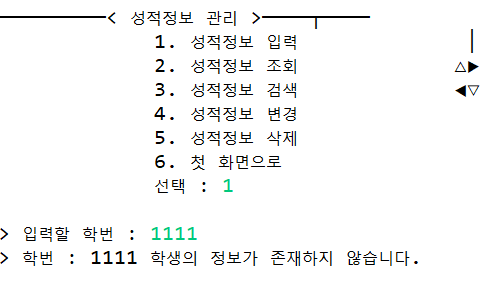 < 성적정보 관리 >
1. 성적정보 입력
2. 성적정보 조회
3. 성적정보 검색
4. 성적정보 변경
5. 성적정보 삭제
6. 첫 화면으로
선택 : 1
> 입력할 학번 : 1111
> 학번 : 1111 학생의 정보가 존재하지 않습니다.